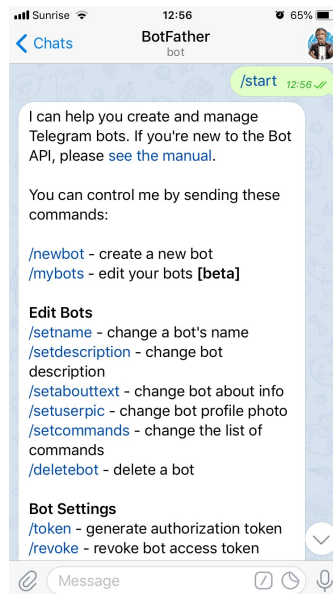 Sunrise 12:56 65%
Chats BotFather
bot
/start 12:56
I can help you create and manage
Telegram bots. If you're new to the Bot
API, please see the manual.
You can control me by sending these
commands:
/newbot - create a new bot
/mybots - edit your bots [beta]
Edit Bots
/setname - change a bot's name
/setdescription - change bot
description
/setabouttext - change bot about info
/setuserpic - change bot profile photo
/setcommands - change the list of
commands
/deletebot - delete a bot
Bot Settings
/token - generate authorization token
/revoke - revoke bot access token
Message